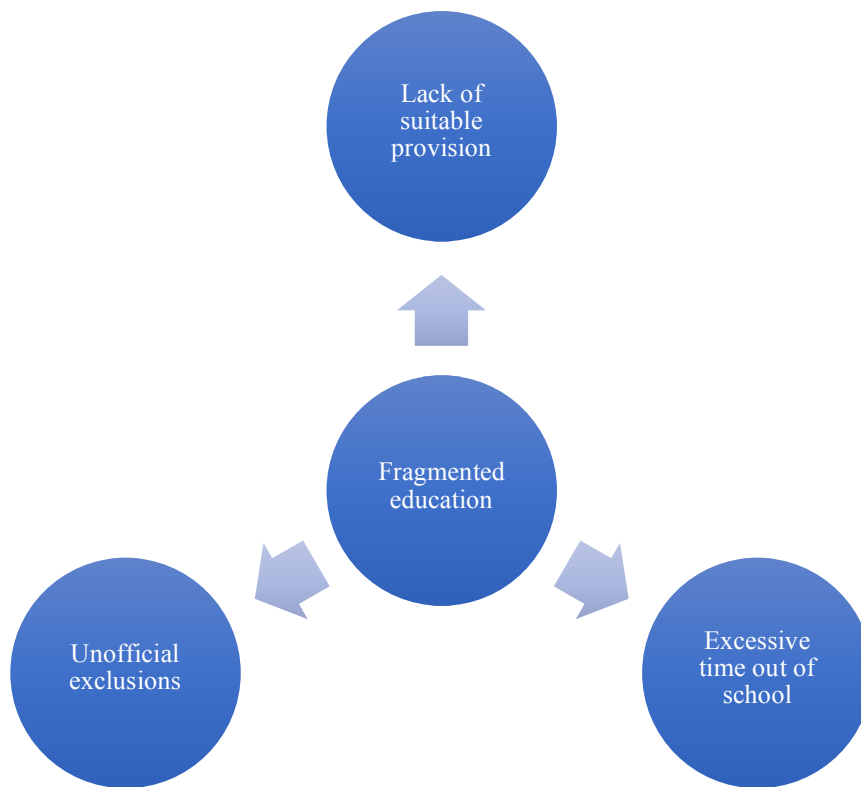 Lack of
suitable
provision
Fragmented
education
Unofficial
exclusions
Excessive
time out of
school